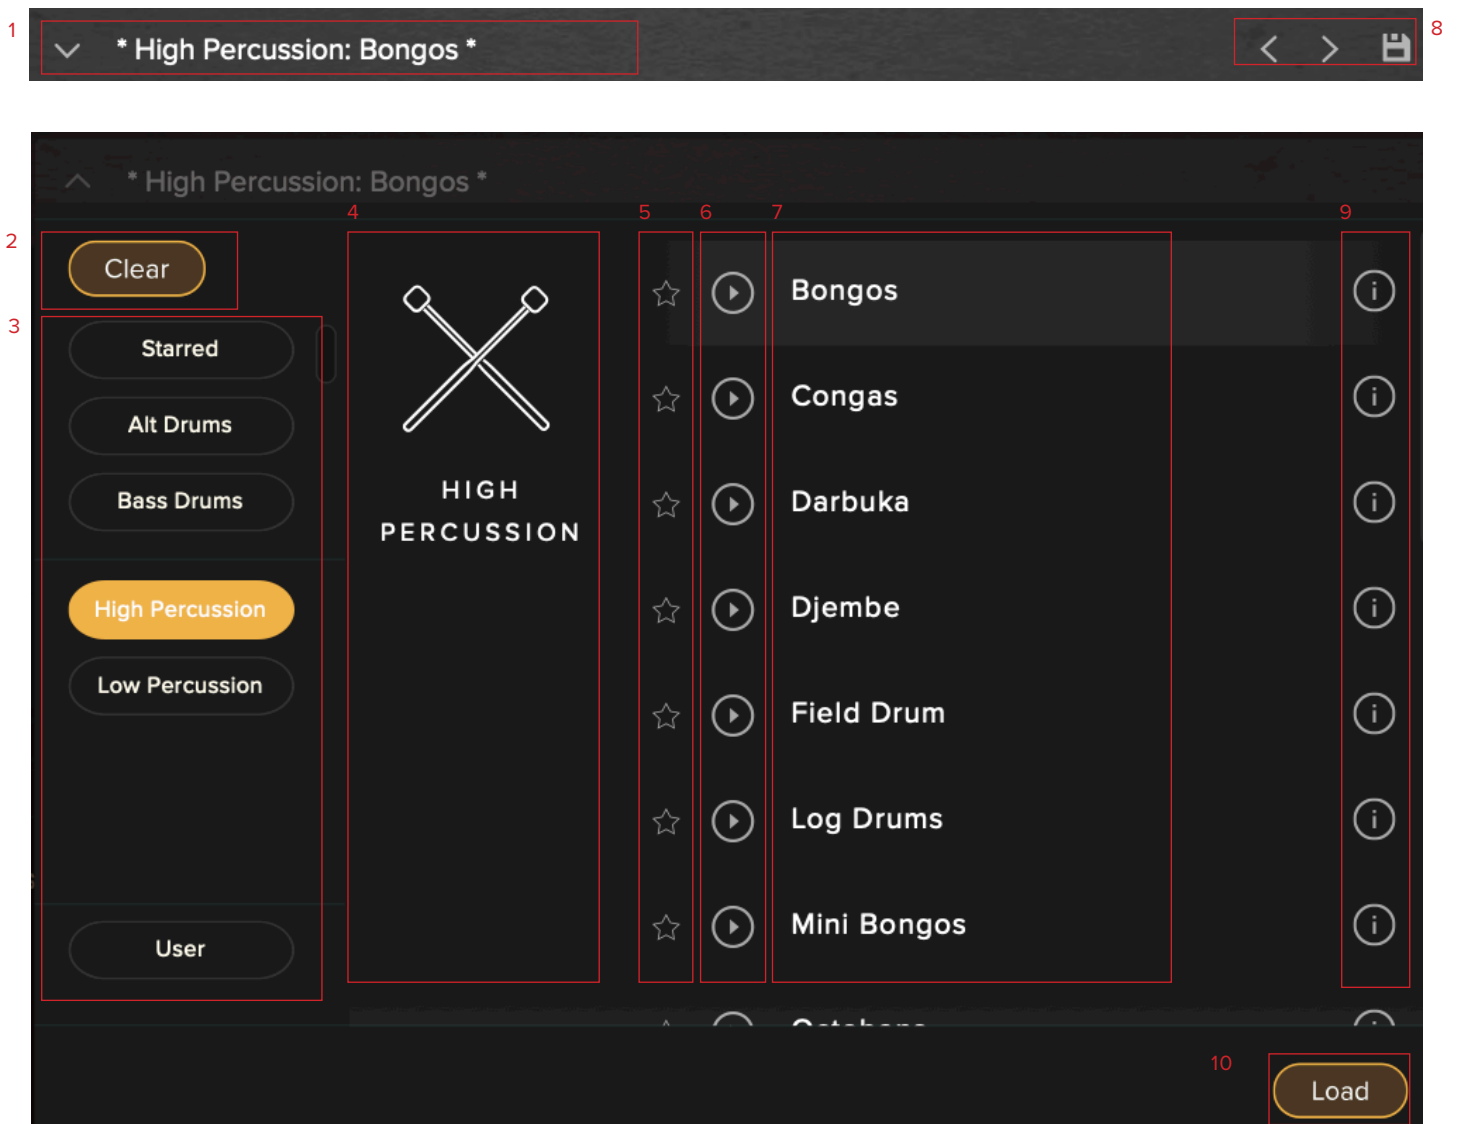 1
* High Percussion: Bongos *
8
* High Percussion: Bongos *
4
5
6
7
9
2
Clear
3
Starred
Alt Drums
Bass Drums
High Percussion
Low Percussion
User
HIGH
PERCUSSION
Bongos
Congas
Darbuka
Djembe
Field Drum
Log Drums
Mini Bongos
10
Load